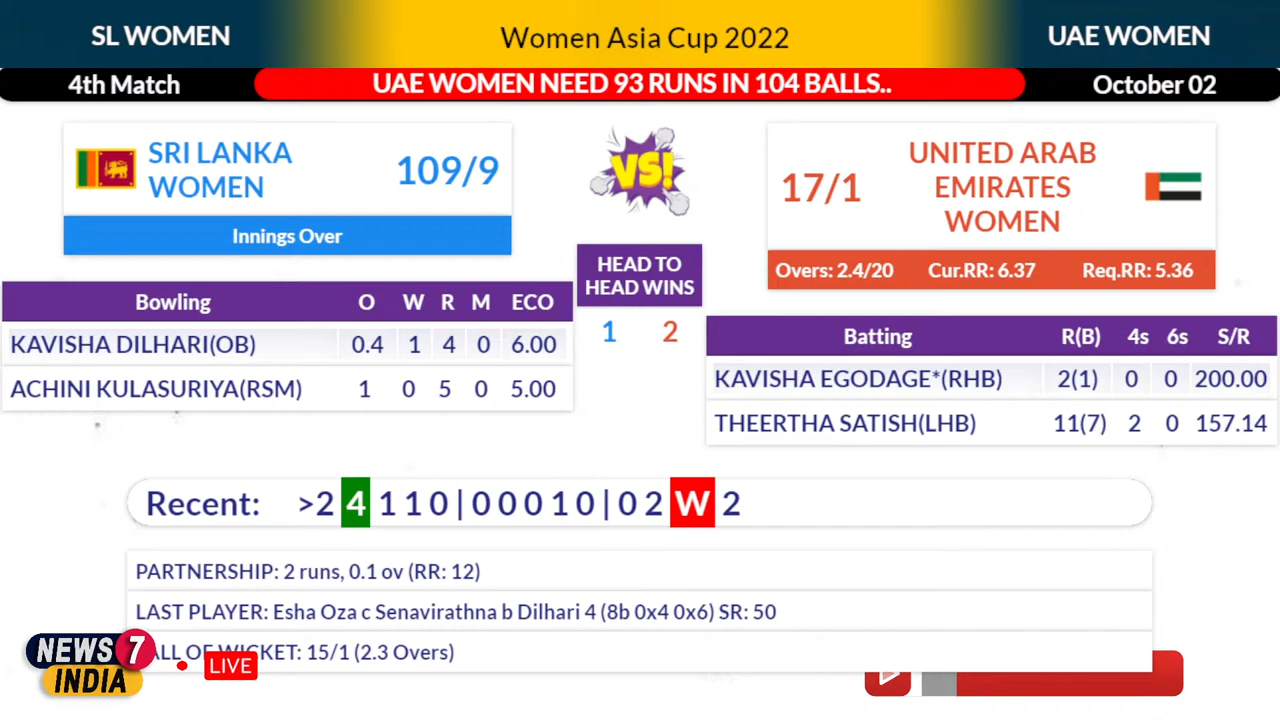 SL WOMEN
Women Asia Cup 2022
UAE WOMEN
4th Match
UAE WOMEN NEED 93 RUNS IN 104 BALLS..
October 02
SRI LANKA
WOMEN
109/9
Innings Over
VS!
HEAD TO
HEAD WINS
1 2
17/1
UNITED ARAB
EMIRATES
WOMEN
Overs: 2.4/20 Cur.RR: 6.37 Req.RR: 5.36
Bowling O W R M ECO
KAVISHA DILHARI(OB) 0.4 1 4 0 6.00
ACHINI KULASURIYA(RSM) 1 0 5 0 5.00
Batting R(B) 4s 6s S/R
KAVISHA EGODAGE*(RHB) 2(1) 0 0 200.00
THEERTHA SATISH(LHB) 11(7) 2 0 157.14
Recent: >2 4 1 1 0 | 0 0 0 1 0 | 0 2 W 2
PARTNERSHIP: 2 runs, 0.1 ov (RR: 12)
LAST PLAYER: Esha Oza c Senavirathna b Dilhari 4 (8b 0x4 0x6) SR: 50
ALL OF WICKET: 15/1 (2.3 Overs)
NEWS 7
INDIA
LIVE